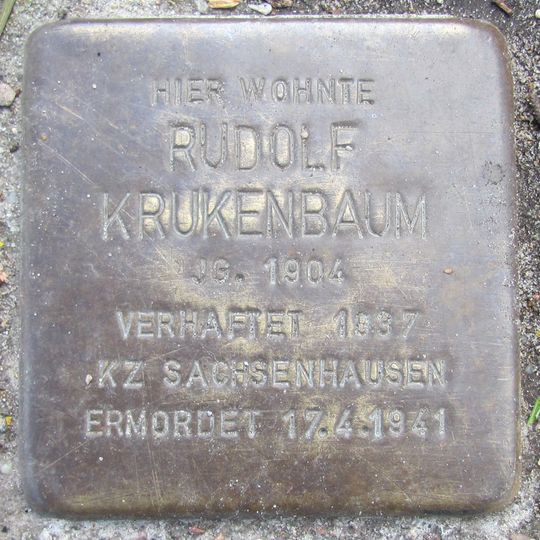 HIER WOHNTE
RUDOLF
KRUKENBAUM
JG. 1904
VERHAFTET 1937
KZ SACHSENHAUSEN
ERMORDET 17.4.1941